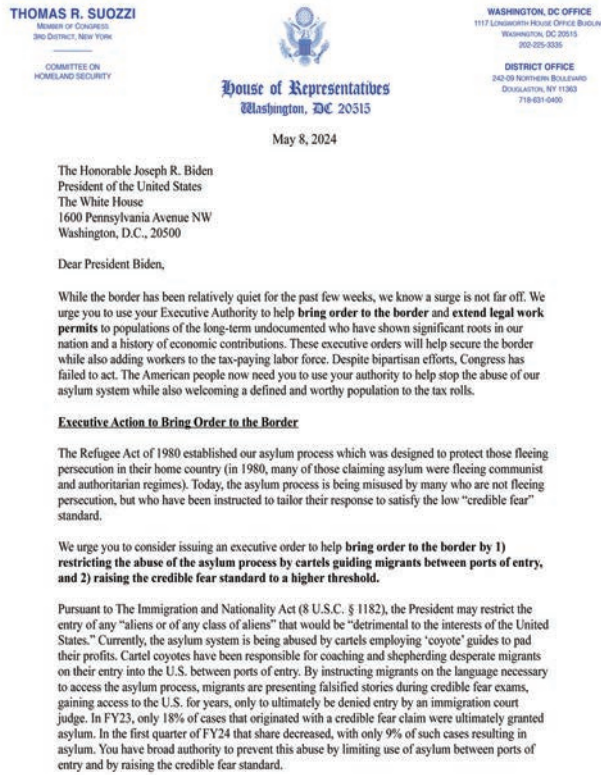 THOMAS R. SUOZZI
MEMBER OF CONGRESS
3RD DISTRICT, NEW YORK
COMMITTEE ON
HOMELAND SECURITY
House of Representatives
Washington, DC 20515
WASHINGTON, DC OFFICE
1117 LONGWORTH HOUSE OFFICE
WASHINGTON, DC 20515
202-225-3335
DISTRICT OFFICE
242-09 NORTHERN BOULEVARD
DOUGLASTON, NY 11363
718-631-0400
May 8, 2024
The Honorable Joseph R. Biden
President of the United States
The White House
1600 Pennsylvania Avenue NW
Washington, D.C., 20500
Dear President Biden,
While the border has been relatively quiet for the past few weeks, we know a surge is not far off. We
urge you to use your Executive Authority to help bring order to the border and extend legal work
permits to populations of the long-term undocumented who have shown significant roots in our
nation and a history of economic contributions. These executive orders will help secure the border
while also adding workers to the tax-paying labor force. Despite bipartisan efforts, Congress has
failed to act. The American people now need you to use your authority to help stop the abuse of our
asylum system while also welcoming a defined and worthy population to the tax rolls.
Executive Action to Bring Order to the Border
The Refugee Act of 1980 established our asylum process which was designed to protect those fleeing
persecution in their home country (in 1980, many of those claiming asylum were fleeing communist
and authoritarian regimes). Today, the asylum process is being misused by many who are not fleeing
persecution, but who have been instructed to tailor their response to satisfy the low “credible fear”
standard.
We urge you to consider issuing an executive order to help bring order to the border by 1)
restricting the abuse of the asylum process by cartels guiding migrants between ports of entry,
and 2) raising the credible fear standard to a higher threshold.
Pursuant to The Immigration and Nationality Act (8 U.S.C. § 1182), the President may restrict the
entry of any “aliens or of any class of aliens” that would be “detrimental to the interests of the United
States.” Currently, the asylum system is being abused by cartels employing ‘coyote’ guides to pad
their profits. Cartel coyotes have been responsible for coaching and shepherding desperate migrants
on their entry into the U.S. between ports of entry. By instructing migrants on the language necessary
to access the asylum process, migrants are presenting falsified stories during credible fear exams,
gaining access to the U.S. for years, only to ultimately be denied entry by an immigration court
judge. In FY23, only 18% of cases that originated with a credible fear claim were ultimately granted
asylum. In the first quarter of FY24 that share decreased, with only 9% of such cases resulting in
asylum. You have broad authority to prevent this abuse by limiting use of asylum between ports of
entry and by raising the credible fear standard.